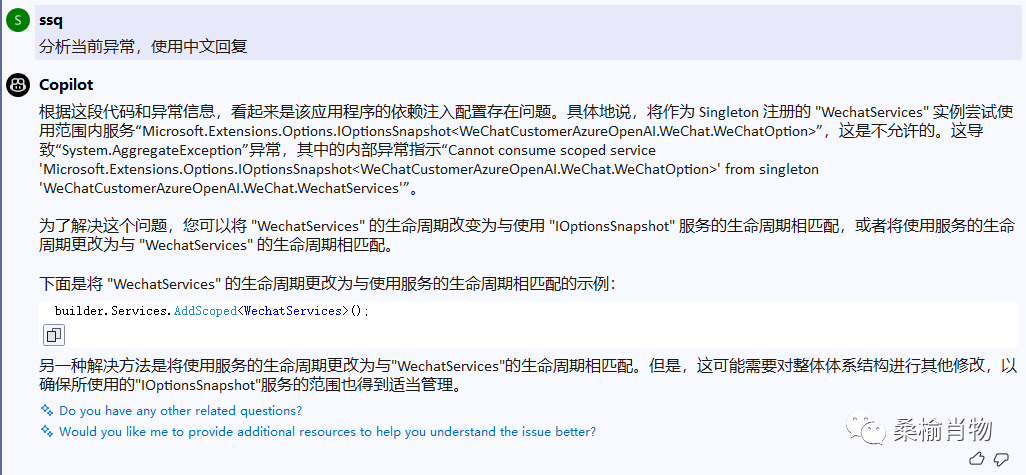 S ssq
分析当前异常，使用中文回复
Copilot
根据这段代码和异常信息，看起来是该应用程序的依赖注入配置存在问题。具体地说，将作为 Singleton 注册的 "WechatServices" 实例尝试使
用范围内服务“Microsoft.Extensions.Options.IOptionsSnapshot<WeChatCustomerAzureOpenAI.WeChat.WeChatOption>”，这是不允许的。这导
致“System.AggregateException”异常，其中的内部异常指示“Cannot consume scoped service
'Microsoft.Extensions.Options.IOptionsSnapshot<WeChatCustomerAzureOpenAI.WeChat.WeChatOption>' from singleton
'WeChatCustomerAzureOpenAI.WeChat.WechatServices'”。
为了解决这个问题，您可以将 "WechatServices" 的生命周期改变为与使用 "IOptionsSnapshot" 服务的生命周期相匹配，或者将使用服务的生命
周期更改为与 "WechatServices" 的生命周期相匹配。
下面是将 "WechatServices" 的生命周期更改为与使用服务的生命周期相匹配的示例：
builder.Services.AddScoped<WechatServices>();
另一种解决方法是将使用服务的生命周期更改为与"WechatServices"的生命周期相匹配。但是，这可能需要对整体体系结构进行其他修改，以
确保所使用的"IOptionsSnapshot"服务的范围也得到适当管理。
Do you have any other related questions?
Would you like me to provide additional resources to help you understand the issue better?
桑榆肖物